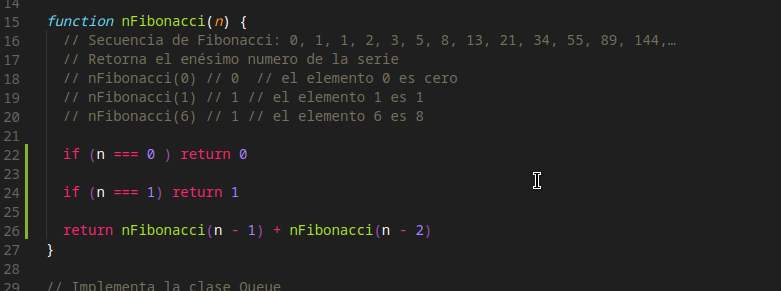 14
15 function nFibonacci(n) {
16 // Secuencia de Fibonacci: 0, 1, 1, 2, 3, 5, 8, 13, 21, 34, 55, 89, 144,…
17 // Retorna el enésimo numero de la serie
18 // nFibonacci(0) // 0  // el elemento 0 es cero
19 // nFibonacci(1) // 1 // el elemento 1 es 1
20 // nFibonacci(6) // 1 // el elemento 6 es 8
21
22 if (n === 0 ) return 0
23
24 if (n === 1) return 1
25
26 return nFibonacci(n - 1) + nFibonacci(n - 2)
27 }
28
29 // Implementa la clase Queue